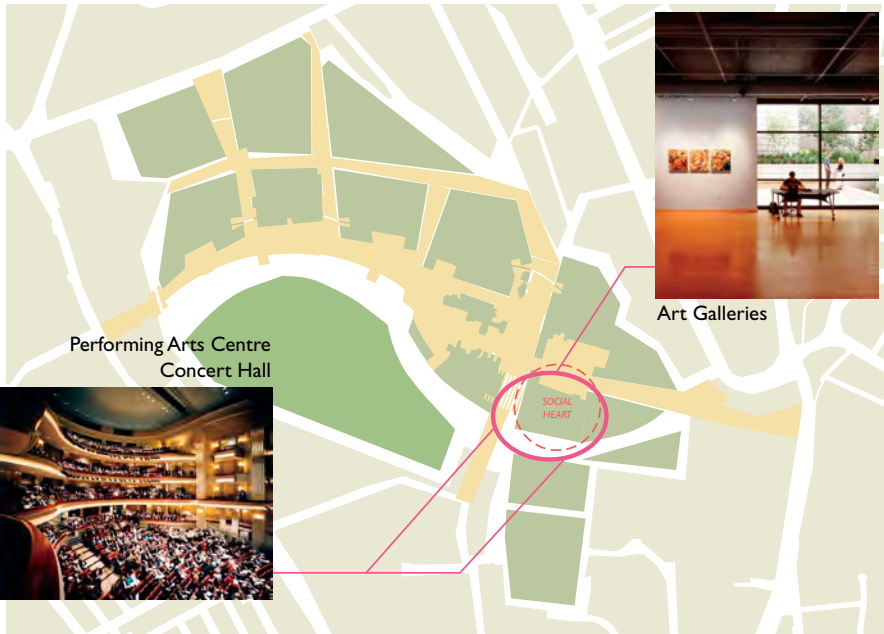 Art Galleries
Performing Arts Centre
Concert Hall
SOCIAL
HEART